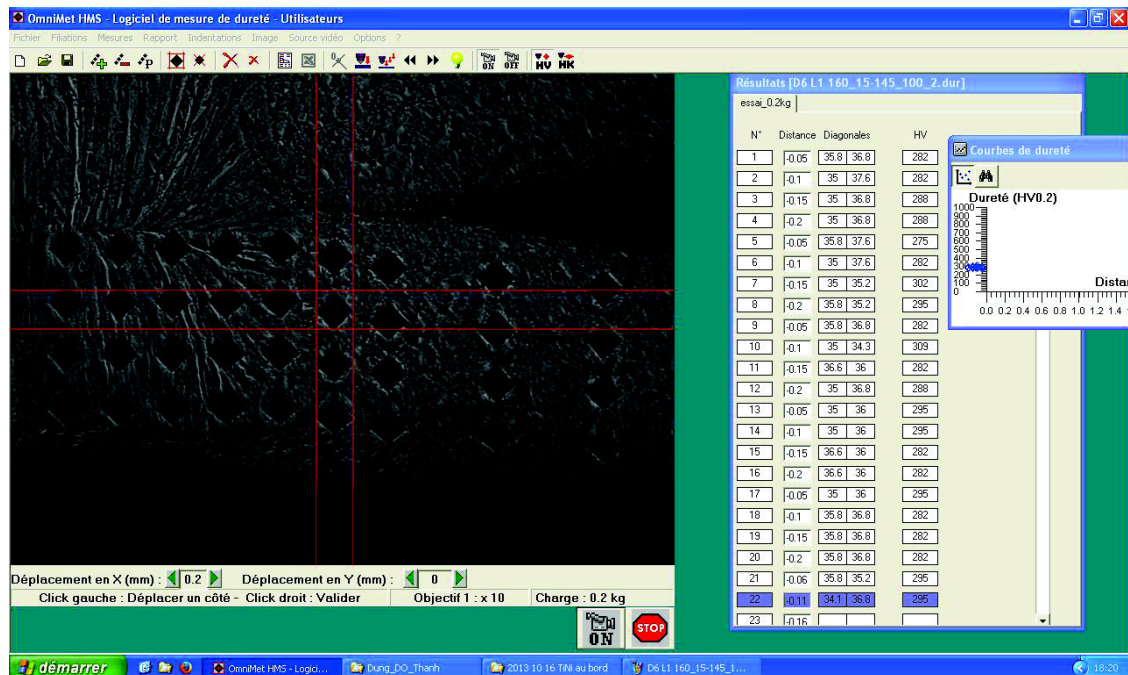 OmniMet HMS - Logiciel de mesure de dureté - Utilisateurs
Fichier Filiations Mesures Rapport Indentations Image Source vidéo Options ?
ON OFF HV HK
Résultats [D6 L1 160_15-145_100_2.dur]
essai_0.2kg
N° Distance Diagonales HV
1 -0.05 35.8 36.8 282
2 -0.1 35 37.6 282
3 -0.15 35 36.8 288
4 -0.2 35 36.8 288
5 -0.05 35.8 37.6 275
6 -0.1 35 37.6 282
7 -0.15 35 35.2 302
8 -0.2 35.8 35.2 295
9 -0.05 35.8 36.8 282
10 -0.1 35 34.3 309
11 -0.15 36.6 36 282
12 -0.2 35 36.8 288
13 -0.05 35 36 295
14 -0.1 35 36 295
15 -0.15 36.6 36 282
16 -0.2 36.6 36 282
17 -0.05 35 36 295
18 -0.1 35.8 36.8 282
19 -0.15 35.8 36.8 282
20 -0.2 35.8 36.8 282
21 -0.06 35.8 35.2 295
22 -0.11 34.1 36.8 295
23 -0.16
Courbes de dureté
Dureté (HV0.2)
1000
900
800
700
600
500
400
300
200
100
0
Distan
0.0 0.2 0.4 0.6 0.8 1.0 1.2 1.4
Déplacement en X (mm) : 0.2 Déplacement en Y (mm) : 0
Click gauche : Déplacer un côté - Click droit : Valider Objectif 1 : x 10 Charge : 0.2 kg
ON STOP
démarrer OmniMet HMS - Logici... Dung_DO_Thanh 2013 10 16 TiNi au bord D6 L1 160_15-145_1... 18:20